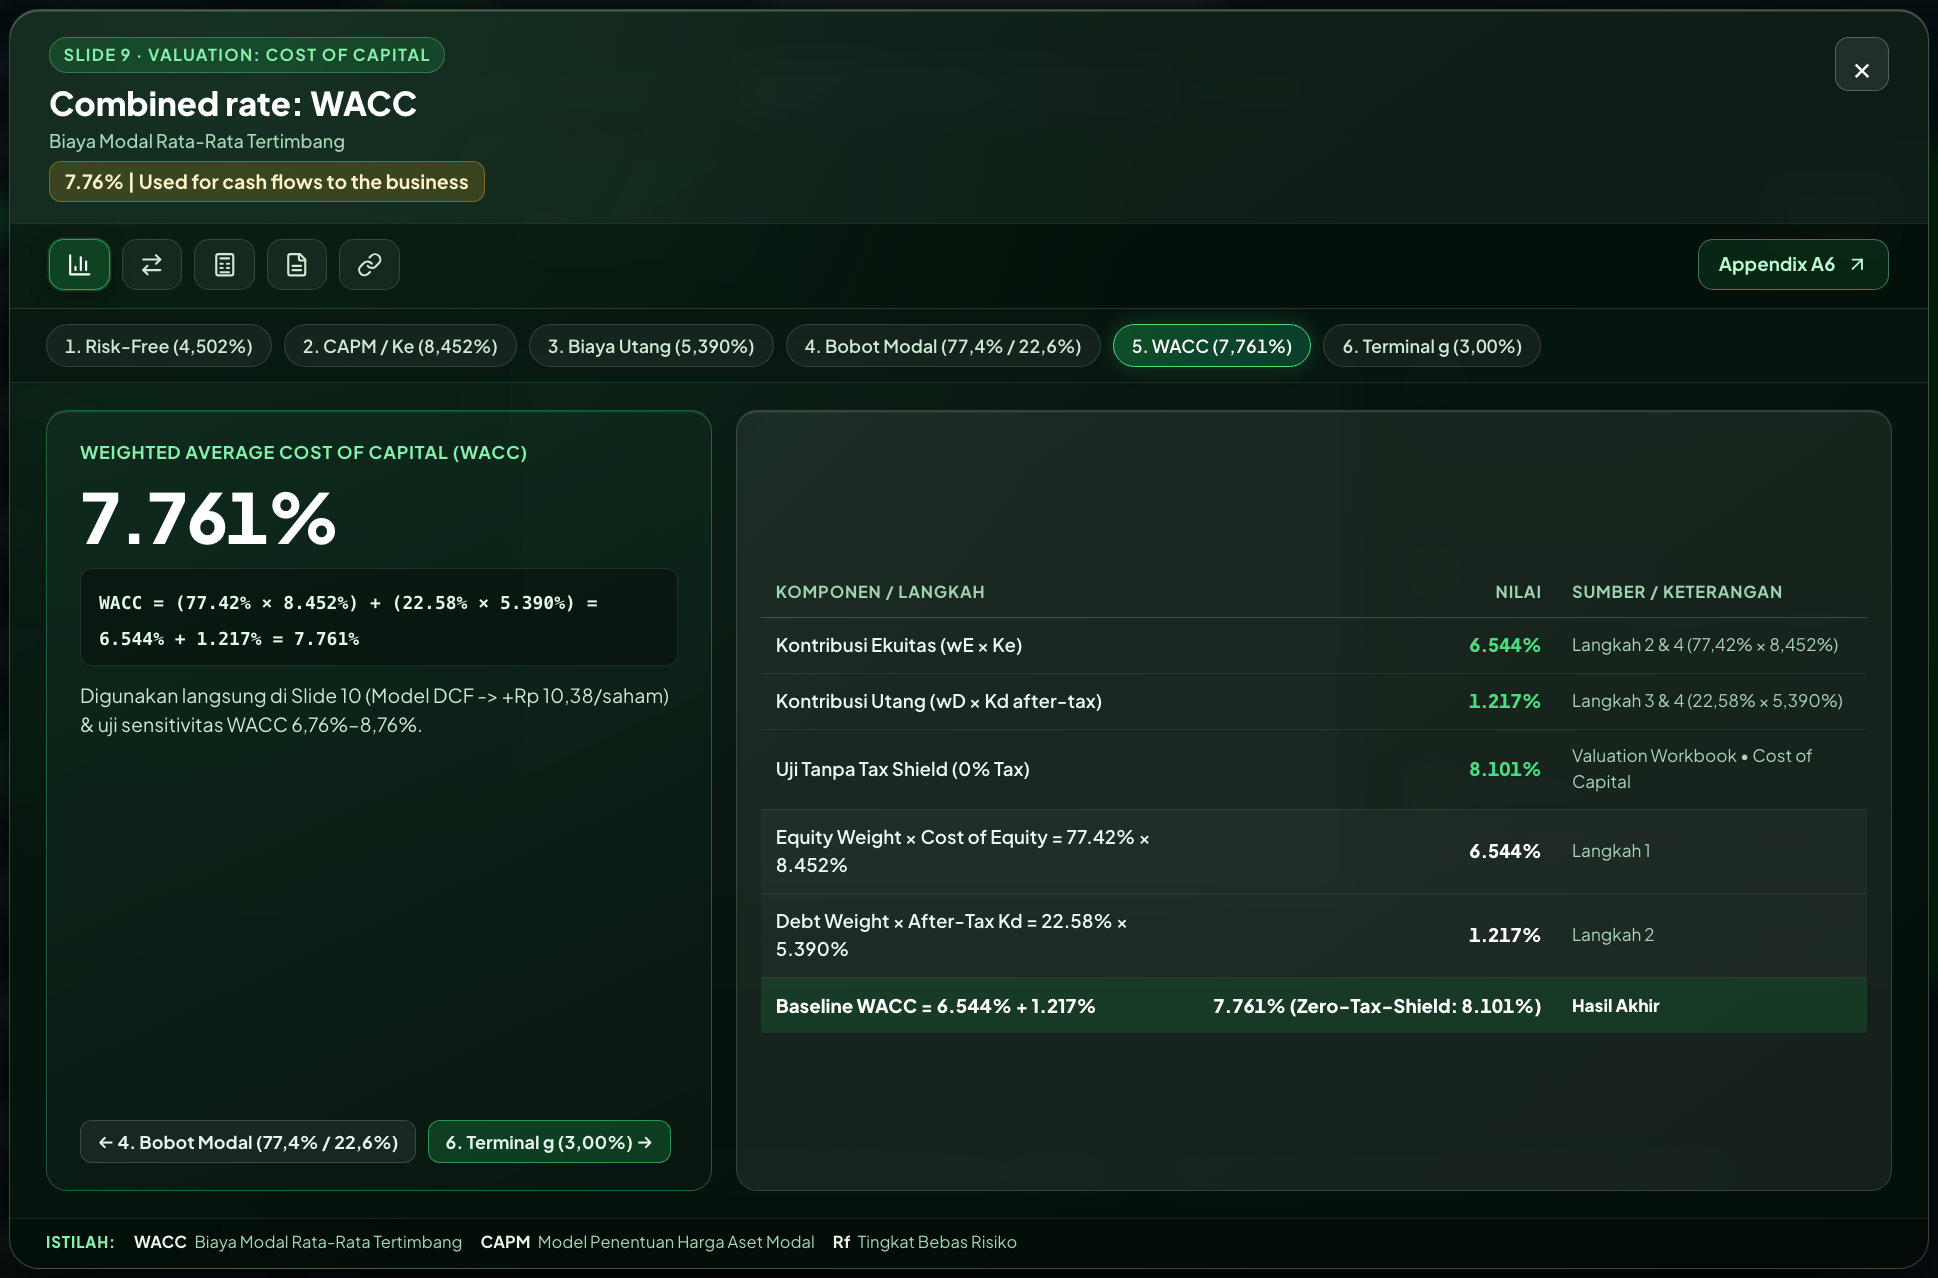 SLIDE 9 · VALUATION: COST OF CAPITAL
Combined rate: WACC
Biaya Modal Rata-Rata Tertimbang
7.76% | Used for cash flows to the business
Appendix A6
1. Risk-Free (4,502%)
2. CAPM / Ke (8,452%)
3. Biaya Utang (5,390%)
4. Bobot Modal (77,4% / 22,6%)
5. WACC (7,761%)
6. Terminal g (3,00%)
WEIGHTED AVERAGE COST OF CAPITAL (WACC)
7.761%
WACC = (77.42% × 8.452%) + (22.58% × 5.390%) =
6.544% + 1.217% = 7.761%
Digunakan langsung di Slide 10 (Model DCF -> +Rp 10,38/saham)
& uji sensitivitas WACC 6,76%–8,76%.
← 4. Bobot Modal (77,4% / 22,6%)
6. Terminal g (3,00%) →
KOMPONEN / LANGKAH NILAI SUMBER / KETERANGAN
Kontribusi Ekuitas (wE × Ke) 6.544% Langkah 2 & 4 (77,42% × 8,452%)
Kontribusi Utang (wD × Kd after-tax) 1.217% Langkah 3 & 4 (22,58% × 5,390%)
Uji Tanpa Tax Shield (0% Tax) 8.101% Valuation Workbook • Cost of
Capital
Equity Weight × Cost of Equity = 77.42% ×
8.452%
6.544% Langkah 1
Debt Weight × After-Tax Kd = 22.58% ×
5.390%
1.217% Langkah 2
Baseline WACC = 6.544% + 1.217% 7.761% (Zero-Tax-Shield: 8.101%) Hasil Akhir
ISTILAH: WACC Biaya Modal Rata-Rata Tertimbang CAPM Model Penentuan Harga Aset Modal Rf Tingkat Bebas Risiko